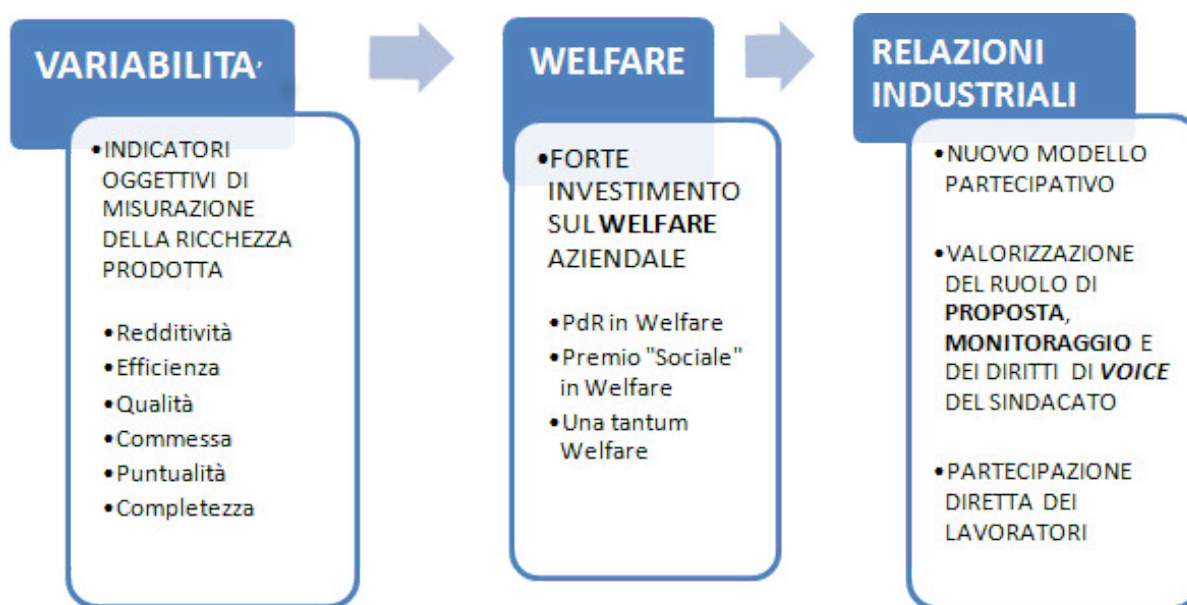 VARIABILITA'
•INDICATORI
OGGETTIVI DI
MISURAZIONE
DELLA RICCHEZZA
PRODOTTA
•Redditività
•Efficienza
•Qualità
•Commessa
•Puntualità
•Completezza
WELFARE
•FORTE
INVESTIMENTO
SUL WELFARE
AZIENDALE
•PdR in Welfare
•Premio "Sociale"
in Welfare
•Una tantum
Welfare
RELAZIONI
INDUSTRIALI
•NUOVO MODELLO
PARTECIPATIVO
•VALORIZZAZIONE
DEL RUOLO DI
PROPOSTA,
MONITORAGGIO E
DEI DIRITTI DI VOICE
DEL SINDACATO
•PARTECIPAZIONE
DIRETTA DEI
LAVORATORI